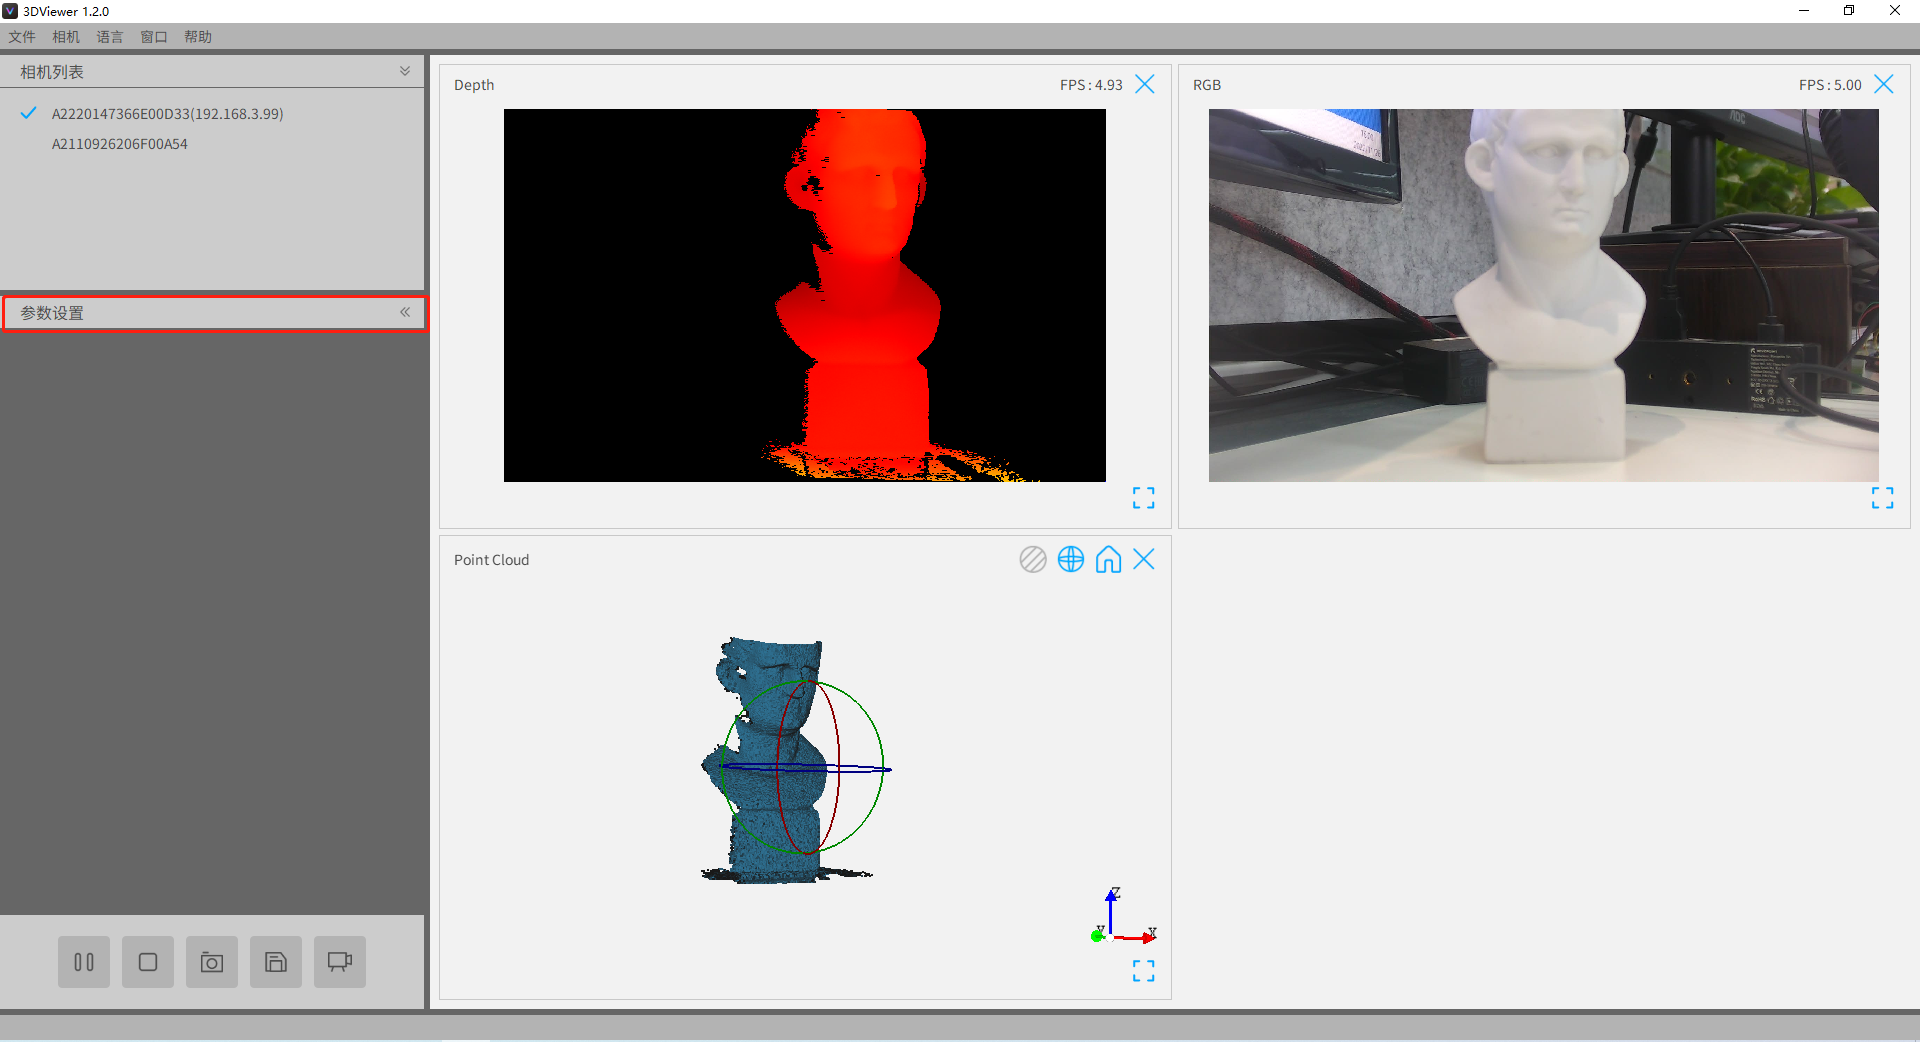 3DViewer 1.2.0
文件 相机 语言 窗口 帮助
相机列表
A2220147366E00D33(192.168.3.99)
A2110926206F00A54
参数设置
Depth FPS : 4.93
RGB FPS : 5.00
AOC
RoHS
Point Cloud
Z
Y X